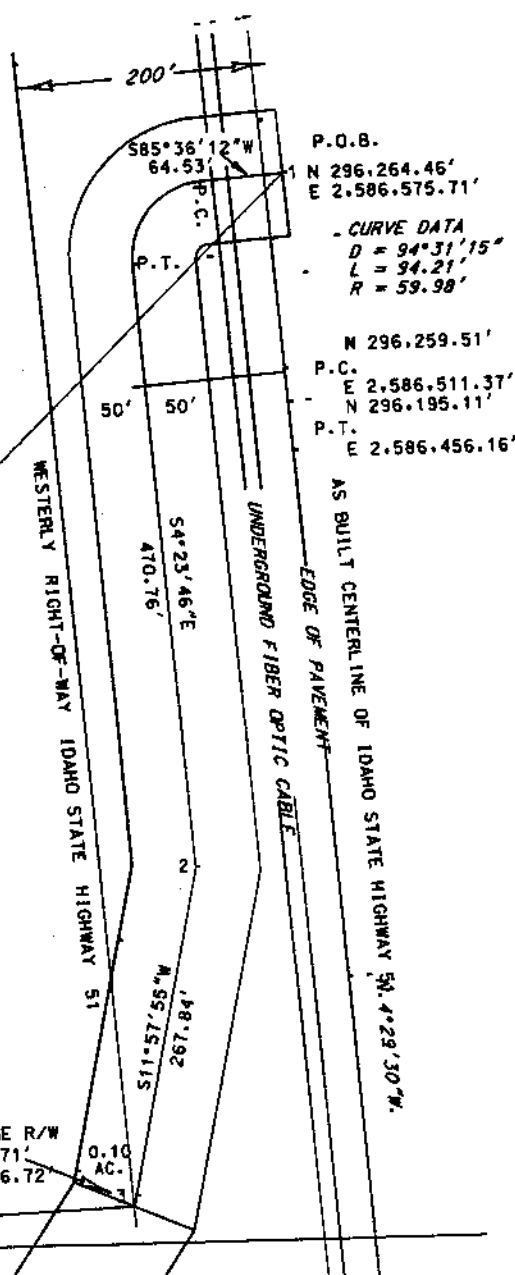 200'
S85°36'12"W
64.53'
P.C.
P.T.
P.O.B.
1 N 296,264.46'
E 2,586,575.71'
CURVE DATA
D = 94°31'15"
L = 94.21'
R = 59.98'
N 296,259.51'
P.C.
E 2,586,511.37'
N 296,195.11'
P.T.
E 2,586,456.16'
50' 50'
WESTERLY RIGHT-OF-WAY IDAHO STATE HIGHWAY 51
S4°23'46"E
470.76'
UNDERGROUND FIBER OPTIC CABLE
EDGE OF PAVEMENT
AS BUILT CENTERLINE OF IDAHO STATE HIGHWAY
N. 4°29'30"W.
2
S11°57'55"W
267.84'
E R/W
71'
6.72'
0.10
AC.